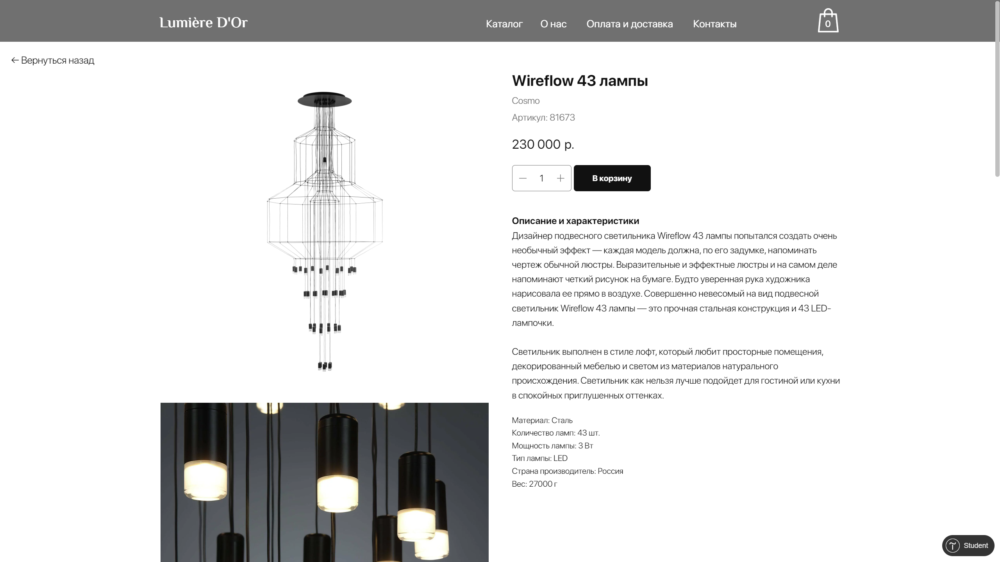 Lumière D'Or
Каталог
О нас
Оплата и доставка
Контакты
0
← Вернуться назад
Wireflow 43 лампы
Cosmo
Артикул: 81673
230 000 р.
— 1 +
В корзину
Описание и характеристики
Дизайнер подвесного светильника Wireflow 43 лампы попытался создать очень
необычный эффект — каждая модель должна, по его задумке, напоминать
чертеж обычной люстры. Выразительные и эффектные люстры и на самом деле
напоминают четкий рисунок на бумаге. Будто уверенная рука художника
нарисовала ее прямо в воздухе. Совершенно невесомый на вид подвесной
светильник Wireflow 43 лампы — это прочная стальная конструкция и 43 LED-
лампочки.
Светильник выполнен в стиле лофт, который любит просторные помещения,
декорированный мебелью и светом из материалов натурального
происхождения. Светильник как нельзя лучше подойдет для гостиной или кухни
в спокойных приглушенных оттенках.
Материал: Сталь
Количество ламп: 43 шт.
Мощность лампы: 3 Вт
Тип лампы: LED
Страна производитель: Россия
Вес: 27000 г
Student